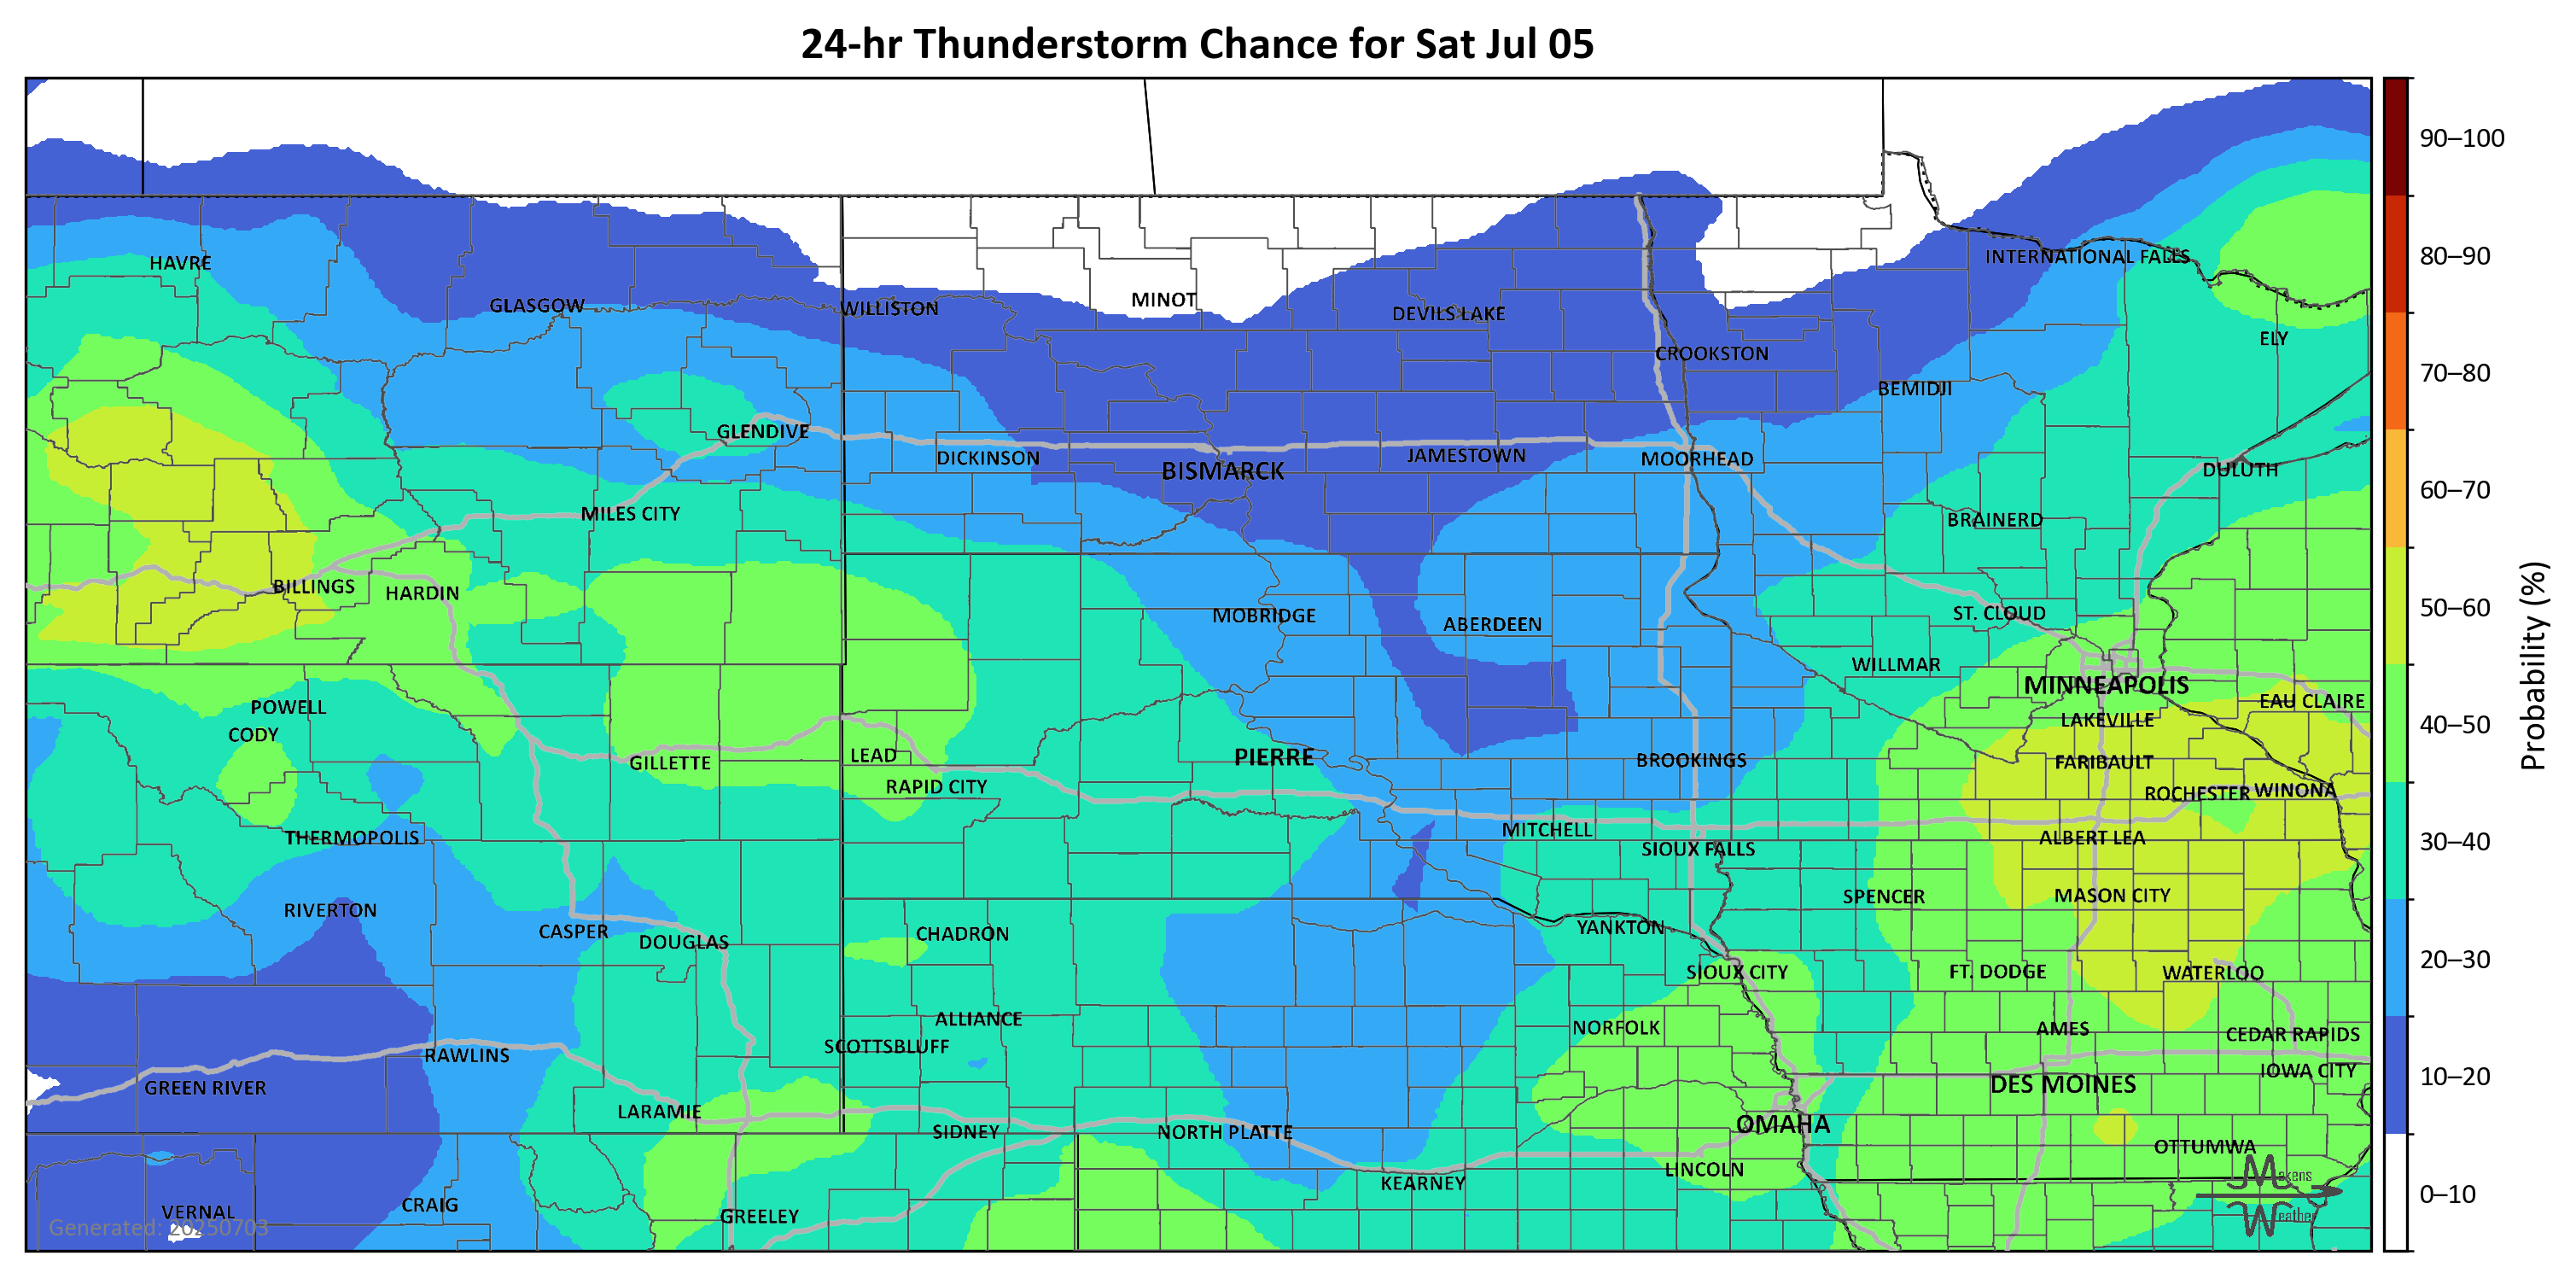 24-hr Thunderstorm Chance for Sat Jul 05
90–100
80–90
70–80
60–70
50–60
40–50
30–40
20–30
10–20
0–10
Probability (%)
HAVRE
INTERNATIONAL FALLS
GLASGOW
WILLISTON
MINOT
DEVILS LAKE
ELY
CROOKSTON
BEMIDJI
GLENDIVE
DICKINSON
BISMARCK
JAMESTOWN
MOORHEAD
DULUTH
MILES CITY
BRAINERD
BILLINGS
HARDIN
MOBRIDGE
ABERDEEN
ST. CLOUD
WILLMAR
MINNEAPOLIS
POWELL
EAU CLAIRE
CODY
LAKEVILLE
GILLETTE
LEAD
PIERRE
BROOKINGS
FARIBAULT
RAPID CITY
ROCHESTER
WINONA
THERMOPOLIS
MITCHELL
ALBERT LEA
SIOUX FALLS
RIVERTON
SPENCER
MASON CITY
CASPER
DOUGLAS
CHADRON
YANKTON
SIOUX CITY
FT. DODGE
WATERLOO
ALLIANCE
NORFOLK
AMES
CEDAR RAPIDS
RAWLINS
SCOTTSBLUFF
IOWA CITY
GREEN RIVER
DES MOINES
LARAMIE
SIDNEY
NORTH PLATTE
OMAHA
OTTUMWA
LINCOLN
KEARNEY
VERNAL
CRAIG
GREELEY
Generated: 20250703
Makens
Weather